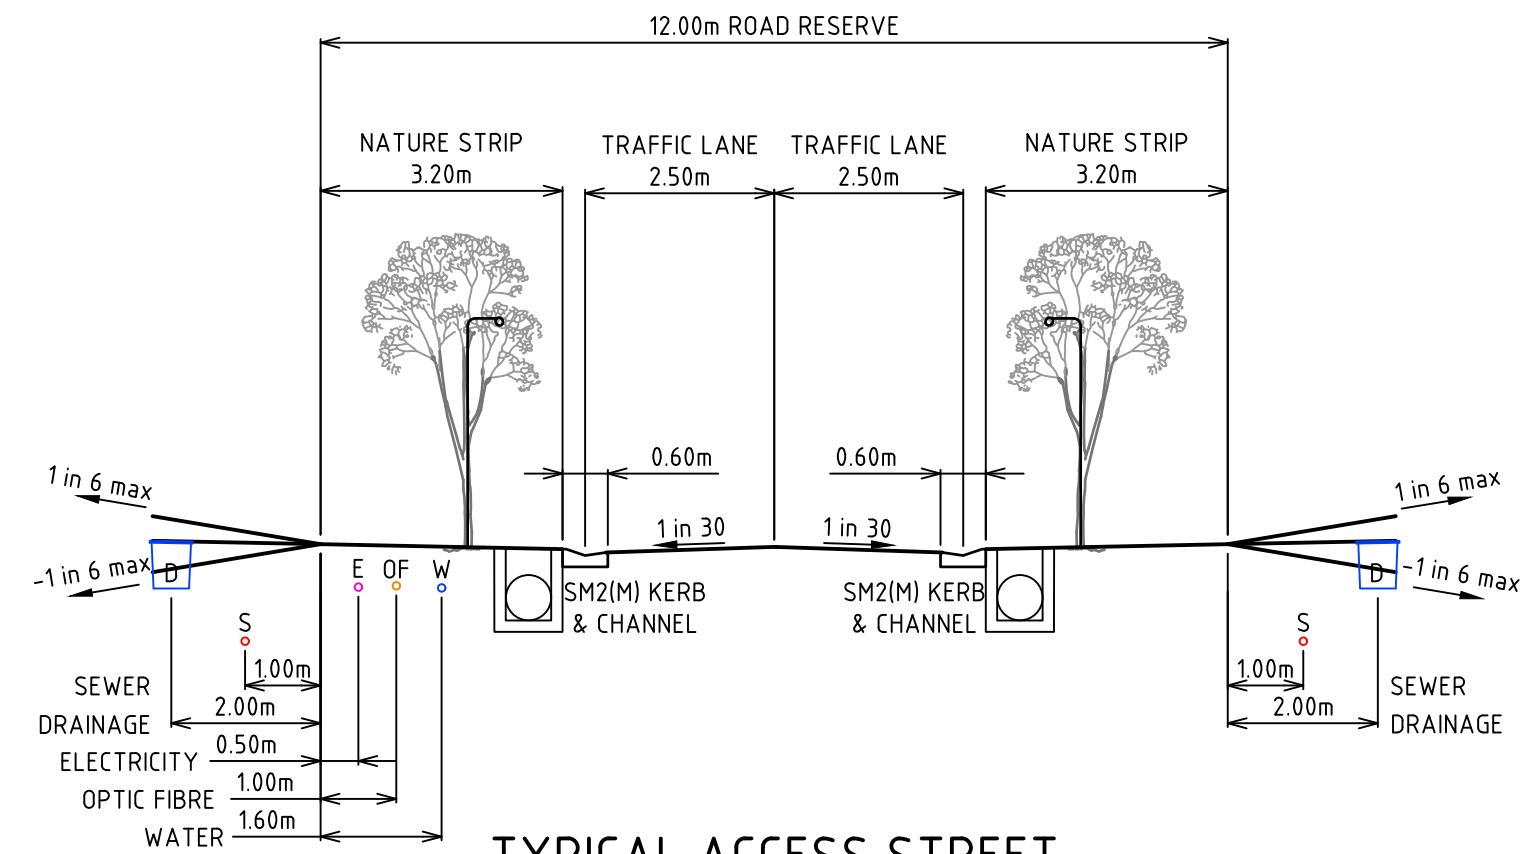 12.00m ROAD RESERVE
NATURE STRIP
3.20m
TRAFFIC LANE
2.50m
TRAFFIC LANE
2.50m
NATURE STRIP
3.20m
0.60m
0.60m
1 in 6 max
1 in 6 max
1 in 30
1 in 30
-1 in 6 max
D
E
OF
W
SM2(M) KERB
& CHANNEL
SM2(M) KERB
& CHANNEL
D
-1 in 6 max
S
S
SEWER
1.00m
1.00m
SEWER
DRAINAGE
2.00m
2.00m
DRAINAGE
ELECTRICITY
0.50m
OPTIC FIBRE
1.00m
WATER
1.60m
TYPICAL ACCESS STREET